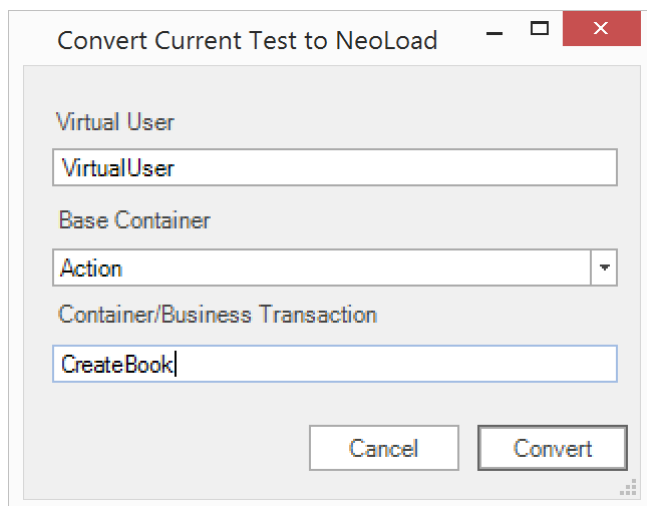 Convert Current Test to NeoLoad
Virtual User
VirtualUser
Base Container
Action
Container/Business Transaction
CreateBook
Cancel Convert